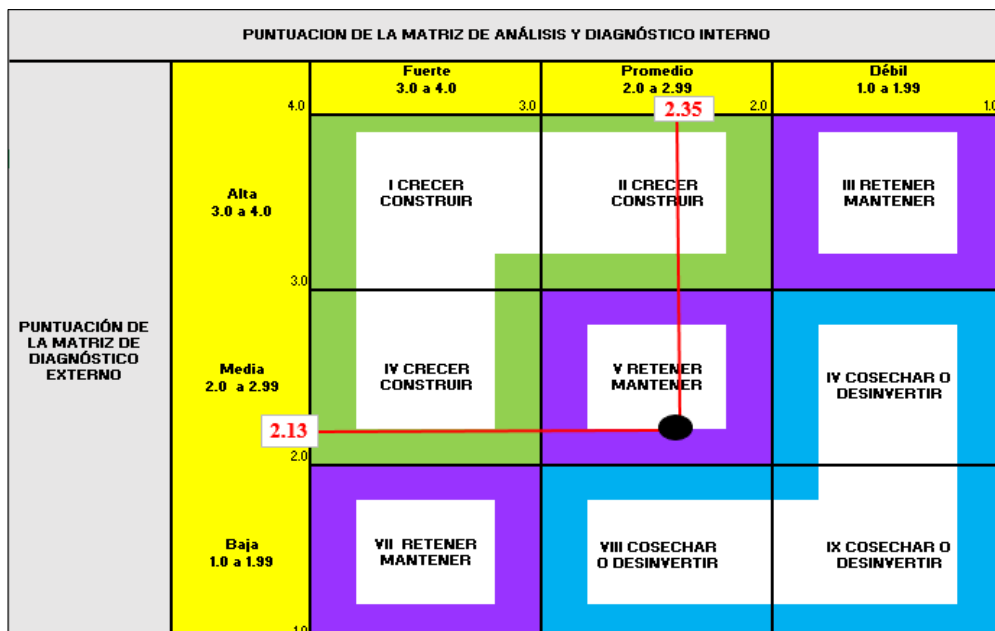 PUNTUACION DE LA MATRIZ DE ANÁLISIS Y DIAGNÓSTICO INTERNO
Fuerte
3.0 a 4.0
Promedio
2.0 a 2.99
Débil
1.0 a 1.99
4.0
3.0
2.0
1.0
2.35
Alta
3.0 a 4.0
I CRECER
CONSTRUIR
II CRECER
CONSTRUIR
III RETENER
MANTENER
3.0
PUNTUACIÓN DE
LA MATRIZ DE
DIAGNÓSTICO
EXTERNO
Media
2.0 a 2.99
IV CRECER
CONSTRUIR
V RETENER
MANTENER
IV COSECHAR O
DESINVERTIR
2.13
2.0
Baja
1.0 a 1.99
VII RETENER
MANTENER
VIII COSECHAR
O DESINVERTIR
IX COSECHAR O
DESINVERTIR
1.0